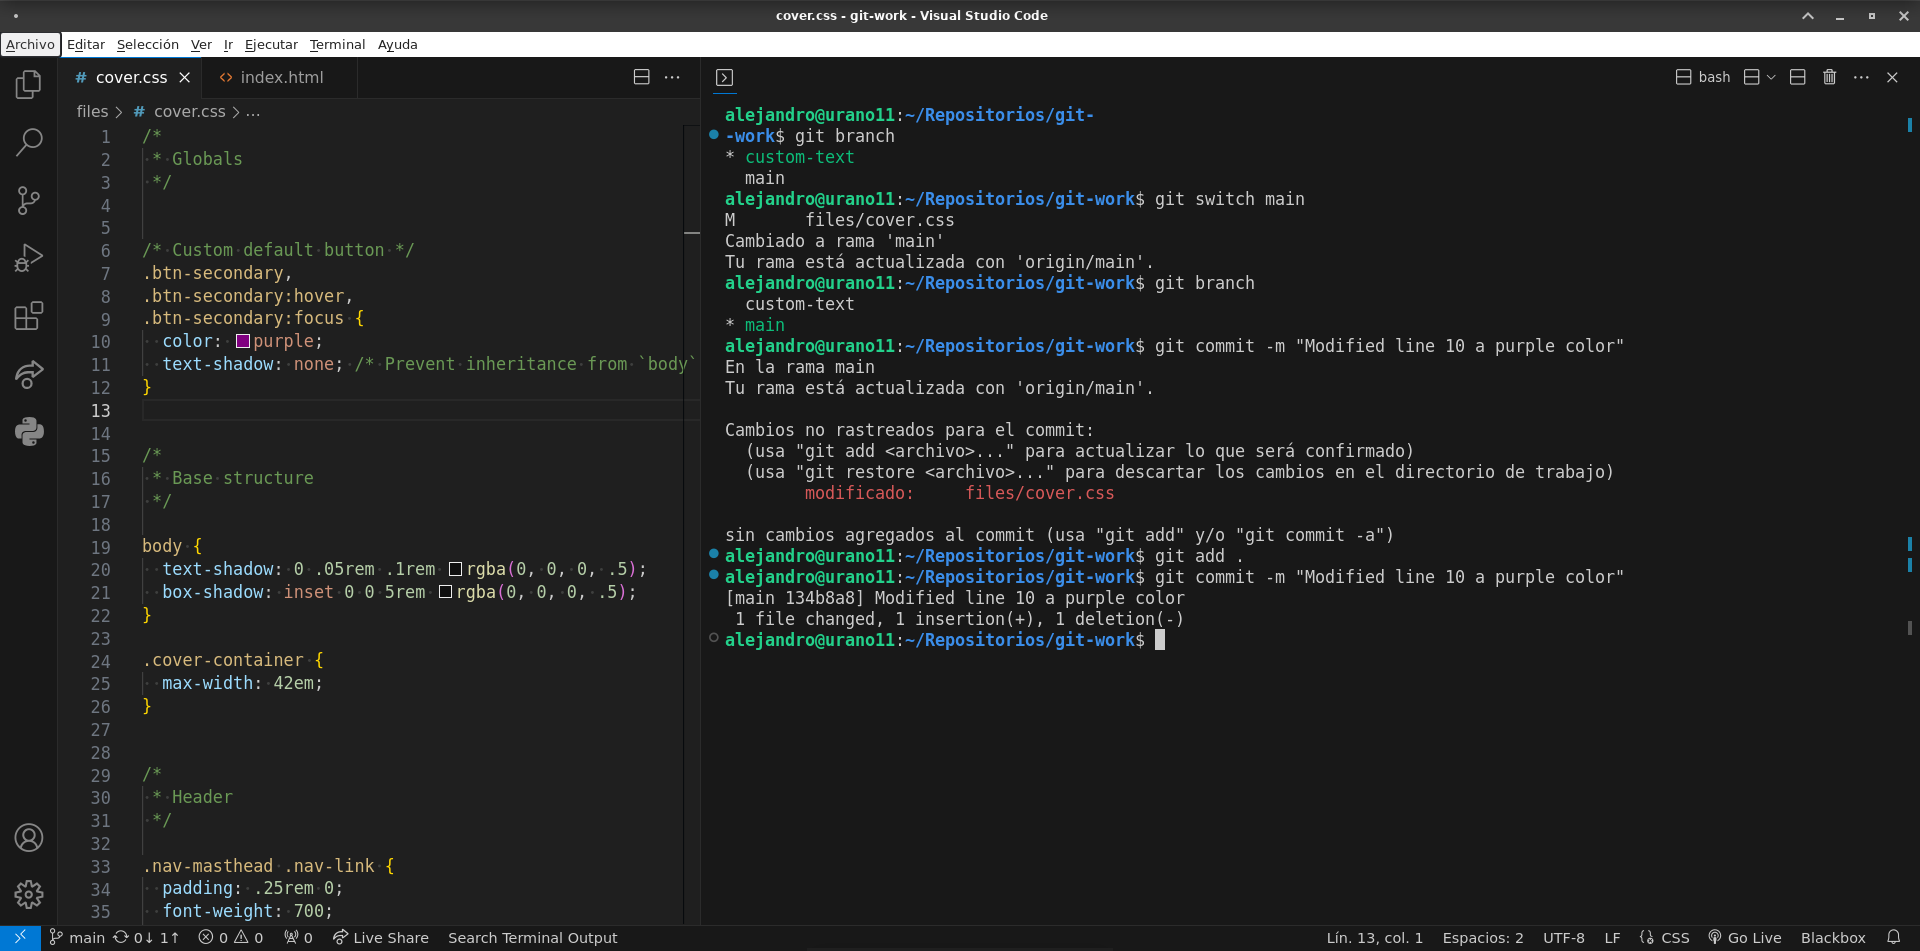 cover.css - git-work - Visual Studio Code
Archivo Editar Selección Ver Ir Ejecutar Terminal Ayuda
# cover.css <> index.html ...
bash ...
files > # cover.css > ...
1 /*
2  * Globals
3  */
4
5
6 /* Custom default button */
7 .btn-secondary,
8 .btn-secondary:hover,
9 .btn-secondary:focus {
10   color: purple;
11   text-shadow: none; /* Prevent inheritance from `body`
12 }
13
14
15 /*
16  * Base structure
17  */
18
19 body {
20   text-shadow: 0 .05rem .1rem rgba(0, 0, 0, .5);
21   box-shadow: inset 0 0 5rem rgba(0, 0, 0, .5);
22 }
23
24 .cover-container {
25   max-width: 42em;
26 }
27
28
29 /*
30  * Header
31  */
32
33 .nav-masthead .nav-link {
34   padding: .25rem 0;
35   font-weight: 700;
alejandro@urano11:~/Repositorios/git-
-work$ git branch
* custom-text
  main
alejandro@urano11:~/Repositorios/git-work$ git switch main
M       files/cover.css
Cambiado a rama 'main'
Tu rama está actualizada con 'origin/main'.
alejandro@urano11:~/Repositorios/git-work$ git branch
  custom-text
* main
alejandro@urano11:~/Repositorios/git-work$ git commit -m "Modified line 10 a purple color"
En la rama main
Tu rama está actualizada con 'origin/main'.

Cambios no rastreados para el commit:
  (usa "git add <archivo>..." para actualizar lo que será confirmado)
  (usa "git restore <archivo>..." para descartar los cambios en el directorio de trabajo)
        modificado:     files/cover.css

sin cambios agregados al commit (usa "git add" y/o "git commit -a")
alejandro@urano11:~/Repositorios/git-work$ git add .
alejandro@urano11:~/Repositorios/git-work$ git commit -m "Modified line 10 a purple color"
[main 134b8a8] Modified line 10 a purple color
 1 file changed, 1 insertion(+), 1 deletion(-)
alejandro@urano11:~/Repositorios/git-work$
main 0↓ 1↑ 0 0 0 Live Share Search Terminal Output Lín. 13, col. 1 Espacios: 2 UTF-8 LF CSS Go Live Blackbox